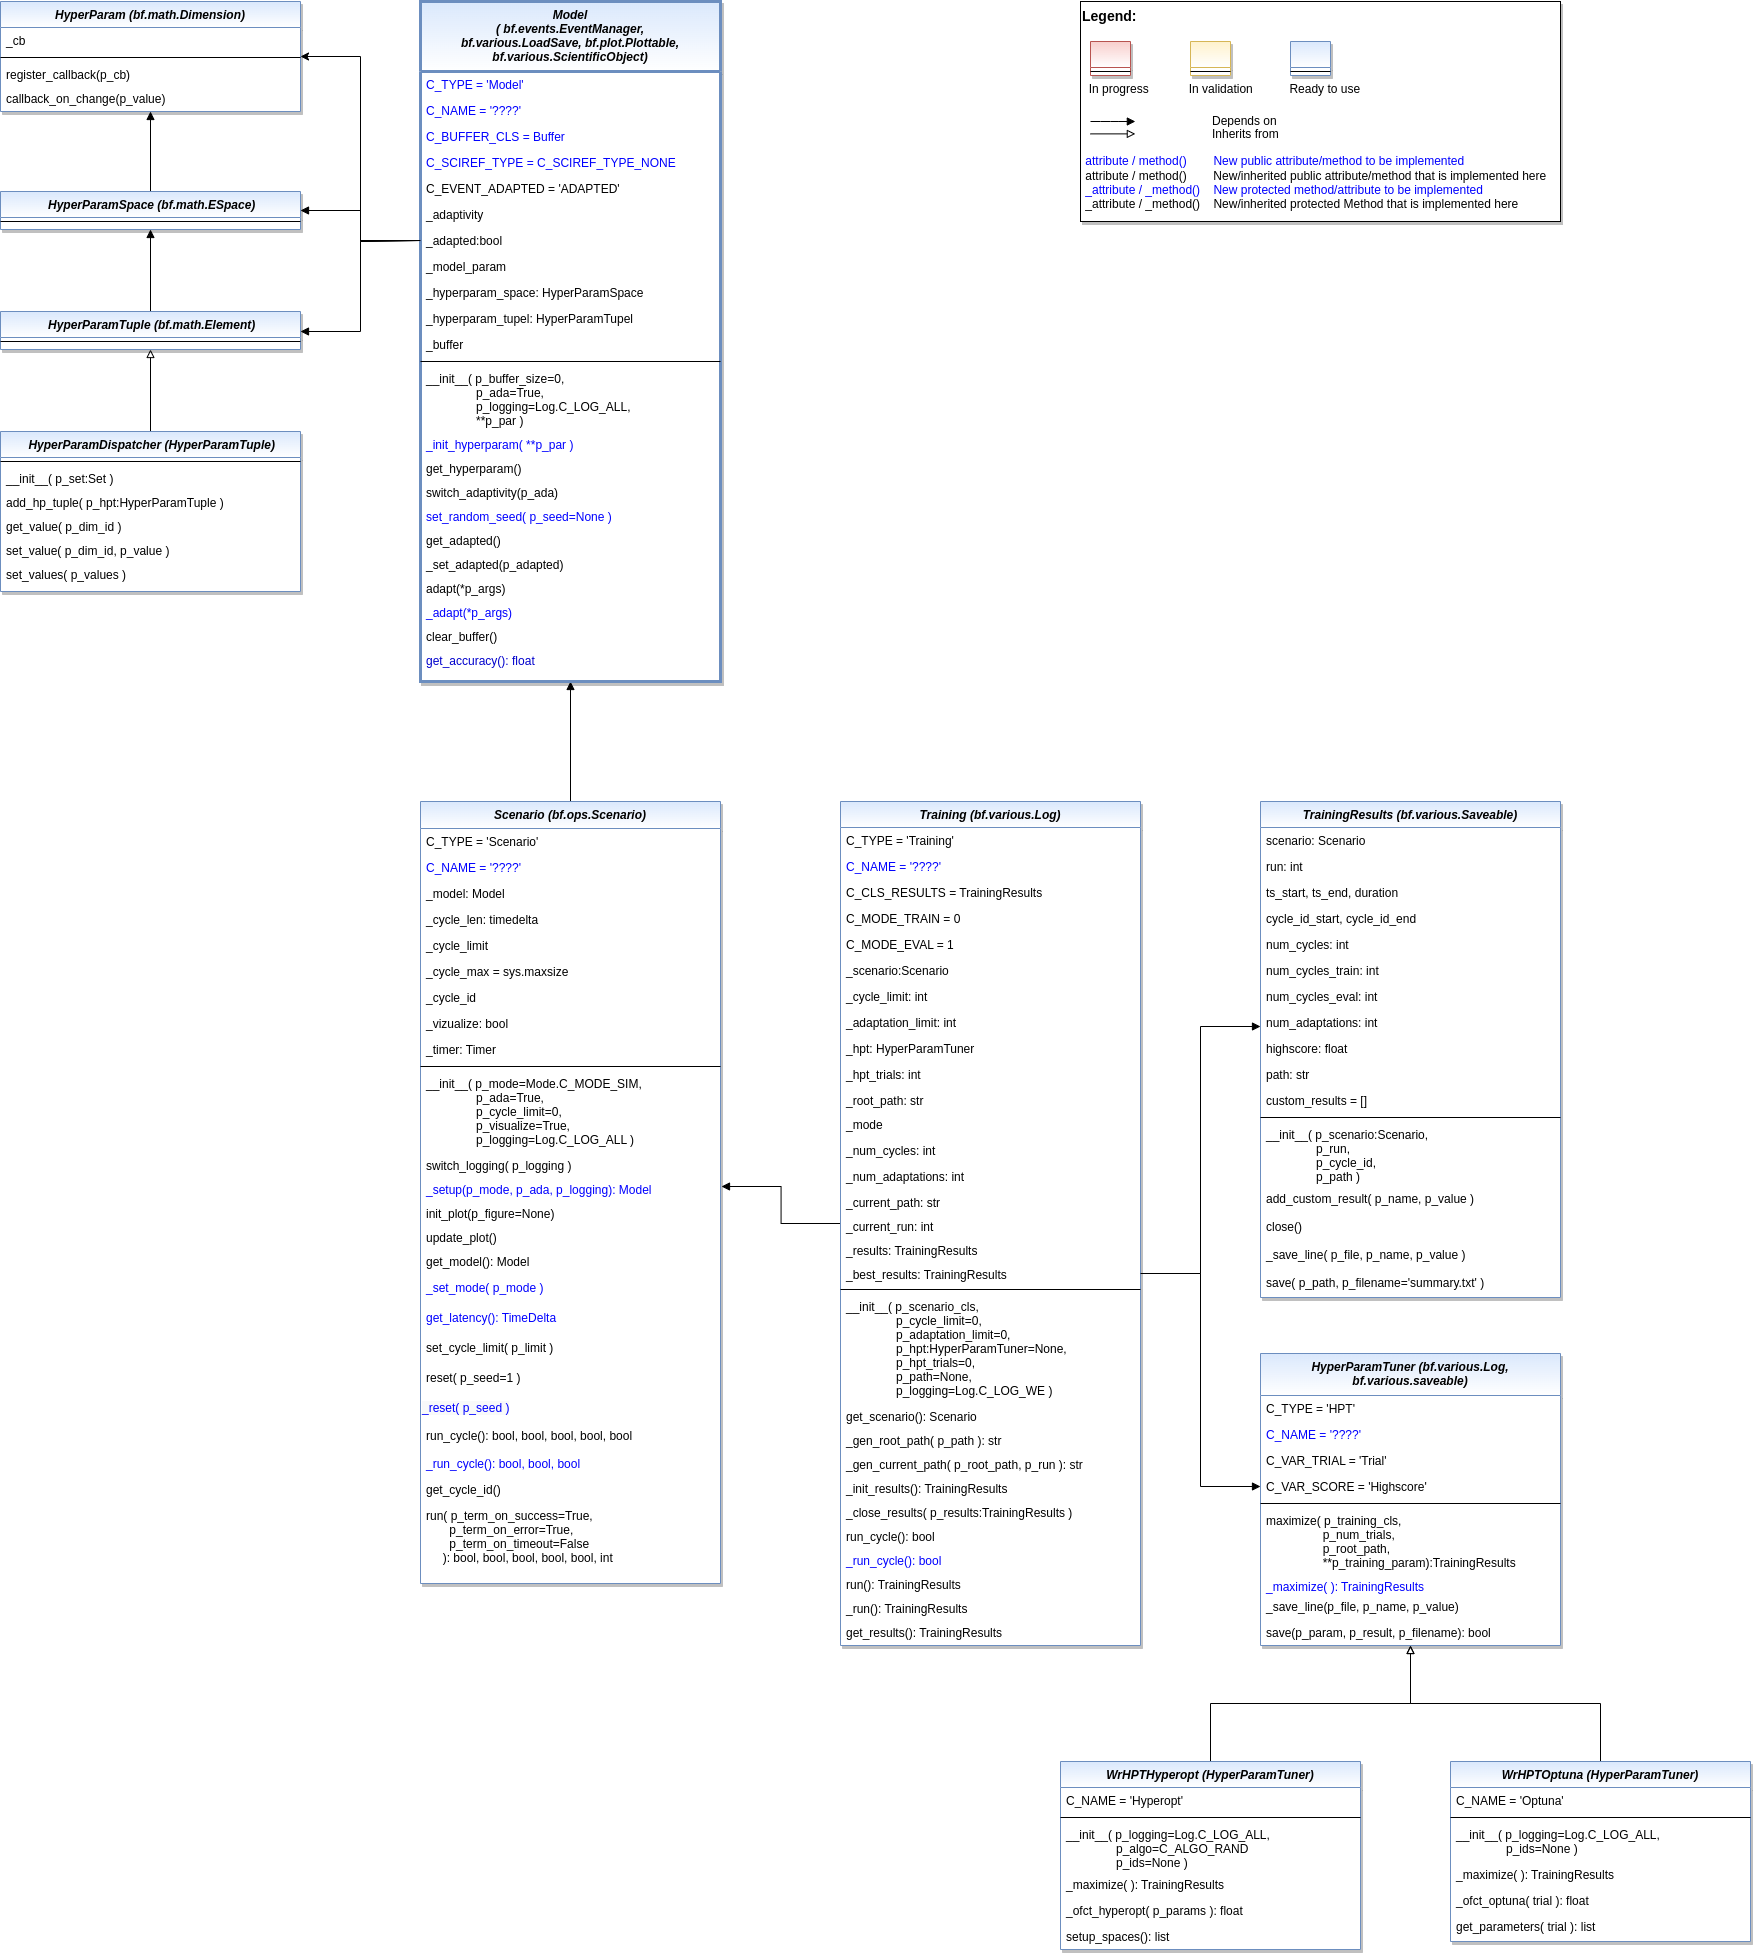 HyperParam (bf.math.Dimension)
_cb
register_callback(p_cb)
callback_on_change(p_value)
HyperParamSpace (bf.math.ESpace)
HyperParamTuple (bf.math.Element)
HyperParamDispatcher (HyperParamTuple)
__init__( p_set:Set )
add_hp_tuple( p_hpt:HyperParamTuple )
get_value( p_dim_id )
set_value( p_dim_id, p_value )
set_values( p_values )
Model
( bf.events.EventManager,
bf.various.LoadSave, bf.plot.Plottable,
bf.various.ScientificObject)
C_TYPE = 'Model'
C_NAME = '????'
C_BUFFER_CLS = Buffer
C_SCIREF_TYPE = C_SCIREF_TYPE_NONE
C_EVENT_ADAPTED = 'ADAPTED'
_adaptivity
_adapted:bool
_model_param
_hyperparam_space: HyperParamSpace
_hyperparam_tupel: HyperParamTupel
_buffer
__init__( p_buffer_size=0,
p_ada=True,
p_logging=Log.C_LOG_ALL,
**p_par )
_init_hyperparam( **p_par )
get_hyperparam()
switch_adaptivity(p_ada)
set_random_seed( p_seed=None )
get_adapted()
_set_adapted(p_adapted)
adapt(*p_args)
_adapt(*p_args)
clear_buffer()
get_accuracy(): float
Legend:
In progress
In validation
Ready to use
Depends on
Inherits from
attribute / method() New public attribute/method to be implemented
attribute / method() New/inherited public attribute/method that is implemented here
_attribute / _method() New protected method/attribute to be implemented
_attribute / _method() New/inherited protected Method that is implemented here
Scenario (bf.ops.Scenario)
C_TYPE = 'Scenario'
C_NAME = '????'
_model: Model
_cycle_len: timedelta
_cycle_limit
_cycle_max = sys.maxsize
_cycle_id
_vizualize: bool
_timer: Timer
__init__( p_mode=Mode.C_MODE_SIM,
p_ada=True,
p_cycle_limit=0,
p_visualize=True,
p_logging=Log.C_LOG_ALL )
switch_logging( p_logging )
_setup(p_mode, p_ada, p_logging): Model
init_plot(p_figure=None)
update_plot()
get_model(): Model
_set_mode( p_mode )
get_latency(): TimeDelta
set_cycle_limit( p_limit )
reset( p_seed=1 )
_reset( p_seed )
run_cycle(): bool, bool, bool, bool, bool
_run_cycle(): bool, bool, bool
get_cycle_id()
run( p_term_on_success=True,
p_term_on_error=True,
p_term_on_timeout=False
): bool, bool, bool, bool, bool, int
Training (bf.various.Log)
C_TYPE = 'Training'
C_NAME = '????'
C_CLS_RESULTS = TrainingResults
C_MODE_TRAIN = 0
C_MODE_EVAL = 1
_scenario:Scenario
_cycle_limit: int
_adaptation_limit: int
_hpt: HyperParamTuner
_hpt_trials: int
_root_path: str
_mode
_num_cycles: int
_num_adaptations: int
_current_path: str
_current_run: int
_results: TrainingResults
_best_results: TrainingResults
__init__( p_scenario_cls,
p_cycle_limit=0,
p_adaptation_limit=0,
p_hpt:HyperParamTuner=None,
p_hpt_trials=0,
p_path=None,
p_logging=Log.C_LOG_WE )
get_scenario(): Scenario
_gen_root_path( p_path ): str
_gen_current_path( p_root_path, p_run ): str
_init_results(): TrainingResults
_close_results( p_results:TrainingResults )
run_cycle(): bool
_run_cycle(): bool
run(): TrainingResults
_run(): TrainingResults
get_results(): TrainingResults
TrainingResults (bf.various.Saveable)
scenario: Scenario
run: int
ts_start, ts_end, duration
cycle_id_start, cycle_id_end
num_cycles: int
num_cycles_train: int
num_cycles_eval: int
num_adaptations: int
highscore: float
path: str
custom_results = []
__init__( p_scenario:Scenario,
p_run,
p_cycle_id,
p_path )
add_custom_result( p_name, p_value )
close()
_save_line( p_file, p_name, p_value )
save( p_path, p_filename='summary.txt' )
HyperParamTuner (bf.various.Log,
bf.various.saveable)
C_TYPE = 'HPT'
C_NAME = '????'
C_VAR_TRIAL = 'Trial'
C_VAR_SCORE = 'Highscore'
maximize( p_training_cls,
p_num_trials,
p_root_path,
**p_training_param):TrainingResults
_maximize( ): TrainingResults
_save_line(p_file, p_name, p_value)
save(p_param, p_result, p_filename): bool
WrHPTHyperopt (HyperParamTuner)
C_NAME = 'Hyperopt'
__init__( p_logging=Log.C_LOG_ALL,
p_algo=C_ALGO_RAND
p_ids=None )
_maximize( ): TrainingResults
_ofct_hyperopt( p_params ): float
setup_spaces(): list
WrHPTOptuna (HyperParamTuner)
C_NAME = 'Optuna'
__init__( p_logging=Log.C_LOG_ALL,
p_ids=None )
_maximize( ): TrainingResults
_ofct_optuna( trial ): float
get_parameters( trial ): list